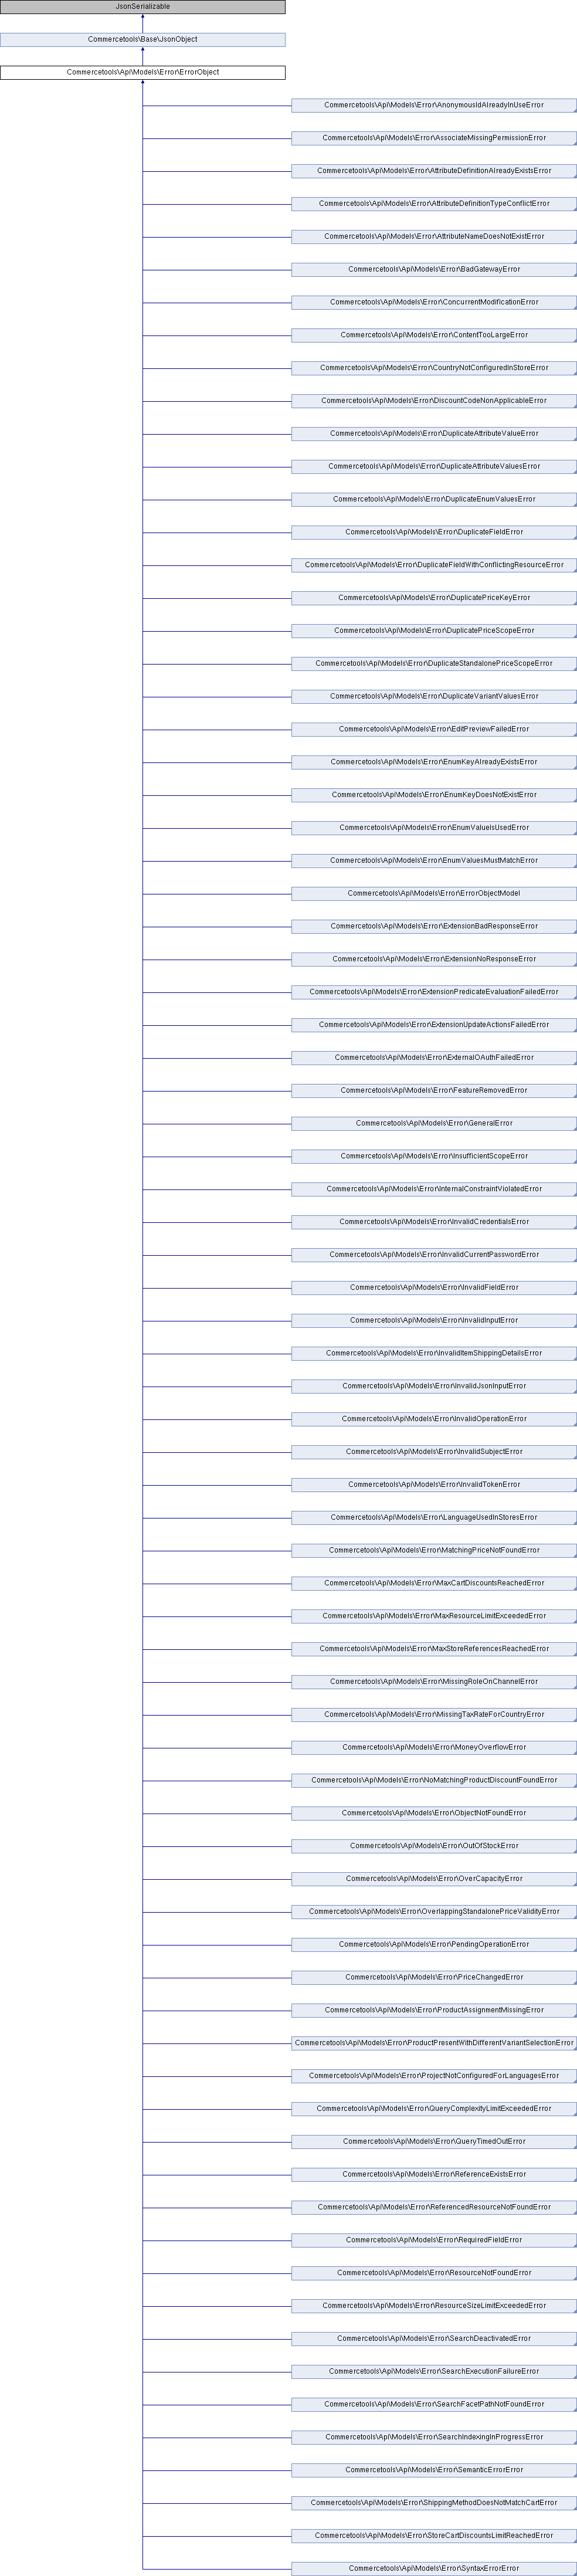 JsonSerializable
Commercetools\Base\JsonObject
Commercetools\Api\Models\Error\ErrorObject
Commercetools\Api\Models\Error\AnonymousIdAlreadyInUseError
Commercetools\Api\Models\Error\AssociateMissingPermissionError
Commercetools\Api\Models\Error\AttributeDefinitionAlreadyExistsError
Commercetools\Api\Models\Error\AttributeDefinitionTypeConflictError
Commercetools\Api\Models\Error\AttributeNameDoesNotExistError
Commercetools\Api\Models\Error\BadGatewayError
Commercetools\Api\Models\Error\ConcurrentModificationError
Commercetools\Api\Models\Error\ContentTooLargeError
Commercetools\Api\Models\Error\CountryNotConfiguredInStoreError
Commercetools\Api\Models\Error\DiscountCodeNonApplicableError
Commercetools\Api\Models\Error\DuplicateAttributeValueError
Commercetools\Api\Models\Error\DuplicateAttributeValuesError
Commercetools\Api\Models\Error\DuplicateEnumValuesError
Commercetools\Api\Models\Error\DuplicateFieldError
Commercetools\Api\Models\Error\DuplicateFieldWithConflictingResourceError
Commercetools\Api\Models\Error\DuplicatePriceKeyError
Commercetools\Api\Models\Error\DuplicatePriceScopeError
Commercetools\Api\Models\Error\DuplicateStandalonePriceScopeError
Commercetools\Api\Models\Error\DuplicateVariantValuesError
Commercetools\Api\Models\Error\EditPreviewFailedError
Commercetools\Api\Models\Error\EnumKeyAlreadyExistsError
Commercetools\Api\Models\Error\EnumKeyDoesNotExistError
Commercetools\Api\Models\Error\EnumValueIsUsedError
Commercetools\Api\Models\Error\EnumValuesMustMatchError
Commercetools\Api\Models\Error\ErrorObjectModel
Commercetools\Api\Models\Error\ExtensionBadResponseError
Commercetools\Api\Models\Error\ExtensionNoResponseError
Commercetools\Api\Models\Error\ExtensionPredicateEvaluationFailedError
Commercetools\Api\Models\Error\ExtensionUpdateActionsFailedError
Commercetools\Api\Models\Error\ExternalOAuthFailedError
Commercetools\Api\Models\Error\FeatureRemovedError
Commercetools\Api\Models\Error\GeneralError
Commercetools\Api\Models\Error\InsufficientScopeError
Commercetools\Api\Models\Error\InternalConstraintViolatedError
Commercetools\Api\Models\Error\InvalidCredentialsError
Commercetools\Api\Models\Error\InvalidCurrentPasswordError
Commercetools\Api\Models\Error\InvalidFieldError
Commercetools\Api\Models\Error\InvalidInputError
Commercetools\Api\Models\Error\InvalidItemShippingDetailsError
Commercetools\Api\Models\Error\InvalidJsonInputError
Commercetools\Api\Models\Error\InvalidOperationError
Commercetools\Api\Models\Error\InvalidSubjectError
Commercetools\Api\Models\Error\InvalidTokenError
Commercetools\Api\Models\Error\LanguageUsedInStoresError
Commercetools\Api\Models\Error\MatchingPriceNotFoundError
Commercetools\Api\Models\Error\MaxCartDiscountsReachedError
Commercetools\Api\Models\Error\MaxResourceLimitExceededError
Commercetools\Api\Models\Error\MaxStoreReferencesReachedError
Commercetools\Api\Models\Error\MissingRoleOnChannelError
Commercetools\Api\Models\Error\MissingTaxRateForCountryError
Commercetools\Api\Models\Error\MoneyOverflowError
Commercetools\Api\Models\Error\NoMatchingProductDiscountFoundError
Commercetools\Api\Models\Error\ObjectNotFoundError
Commercetools\Api\Models\Error\OutOfStockError
Commercetools\Api\Models\Error\OverCapacityError
Commercetools\Api\Models\Error\OverlappingStandalonePriceValidityError
Commercetools\Api\Models\Error\PendingOperationError
Commercetools\Api\Models\Error\PriceChangedError
Commercetools\Api\Models\Error\ProductAssignmentMissingError
Commercetools\Api\Models\Error\ProductPresentWithDifferentVariantSelectionError
Commercetools\Api\Models\Error\ProjectNotConfiguredForLanguagesError
Commercetools\Api\Models\Error\QueryComplexityLimitExceededError
Commercetools\Api\Models\Error\QueryTimedOutError
Commercetools\Api\Models\Error\ReferenceExistsError
Commercetools\Api\Models\Error\ReferencedResourceNotFoundError
Commercetools\Api\Models\Error\RequiredFieldError
Commercetools\Api\Models\Error\ResourceNotFoundError
Commercetools\Api\Models\Error\ResourceSizeLimitExceededError
Commercetools\Api\Models\Error\SearchDeactivatedError
Commercetools\Api\Models\Error\SearchExecutionFailureError
Commercetools\Api\Models\Error\SearchFacetPathNotFoundError
Commercetools\Api\Models\Error\SearchIndexingInProgressError
Commercetools\Api\Models\Error\SemanticErrorError
Commercetools\Api\Models\Error\ShippingMethodDoesNotMatchCartError
Commercetools\Api\Models\Error\StoreCartDiscountsLimitReachedError
Commercetools\Api\Models\Error\SyntaxErrorError